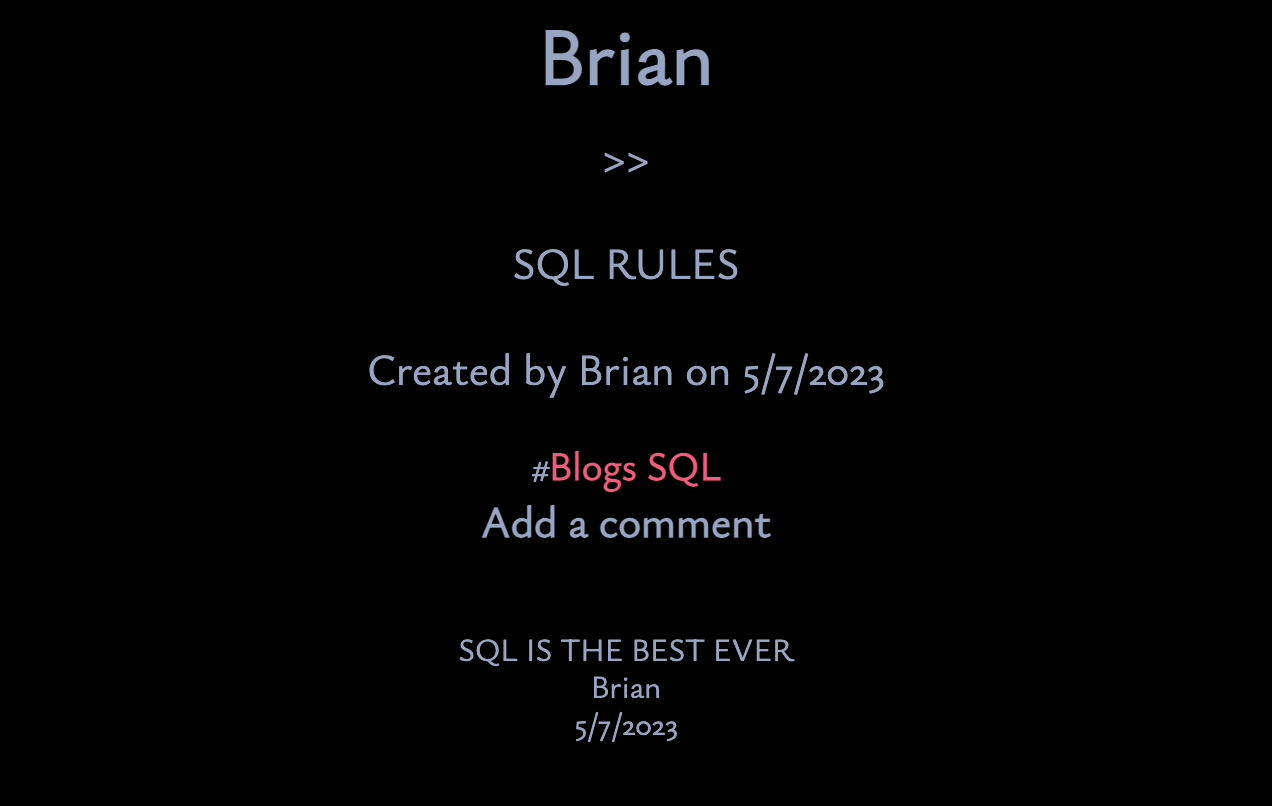 Brian
>>
SQL RULES
Created by Brian on 5/7/2023
#Blogs SQL
Add a comment
SQL IS THE BEST EVER
Brian
5/7/2023